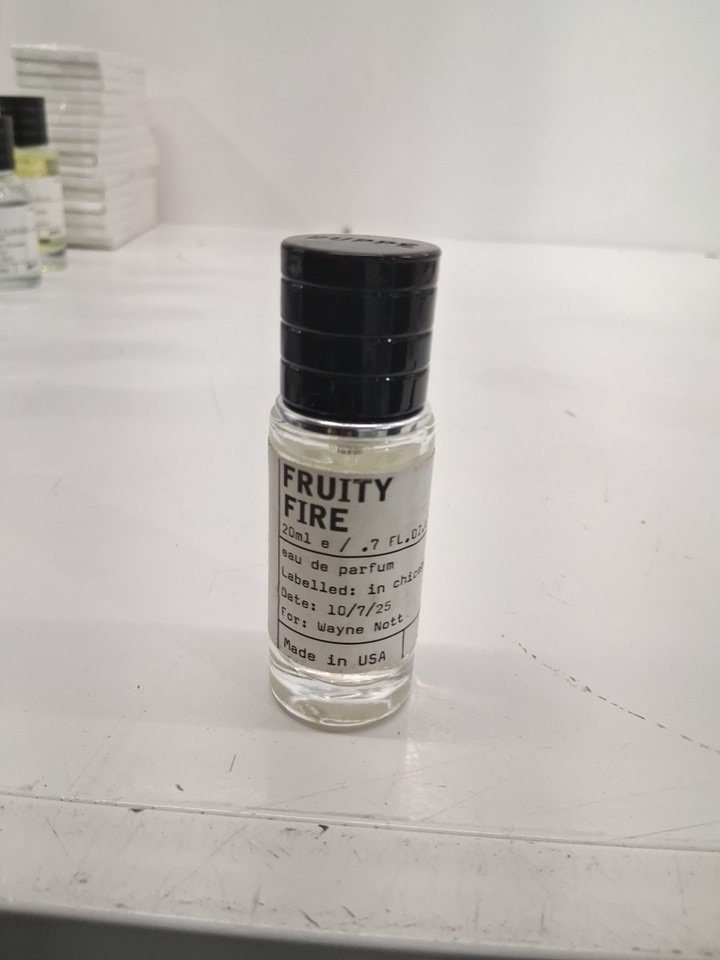 FRUITY
FIRE
20ml e / .7 FL.OZ.
eau de parfum
Labelled: in
Date: 10/7/25
For: Wayne Nott
Made in USA